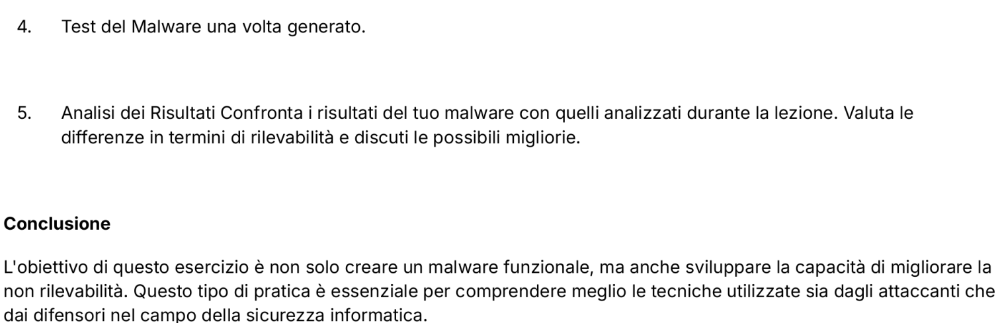 4. Test del Malware una volta generato.
5. Analisi dei Risultati Confronta i risultati del tuo malware con quelli analizzati durante la lezione. Valuta le
differenze in termini di rilevabilità e discuti le possibili migliorie.
Conclusione
L'obiettivo di questo esercizio è non solo creare un malware funzionale, ma anche sviluppare la capacità di migliorare la
non rilevabilità. Questo tipo di pratica è essenziale per comprendere meglio le tecniche utilizzate sia dagli attaccanti che
dai difensori nel campo della sicurezza informatica.